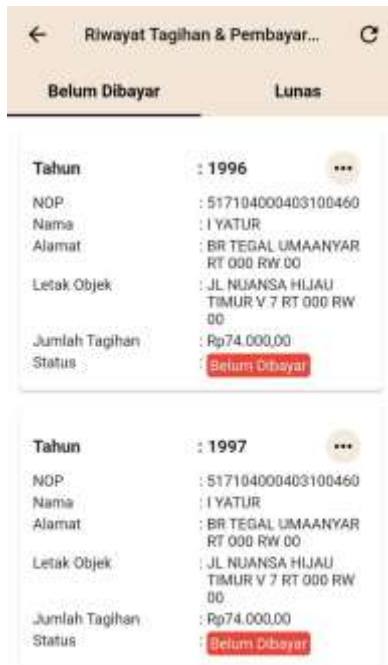 Riwayat Tagihan & Pembayar...
Belum Dibayar Lunas
Tahun : 1996
NOP : 517104000403100460
Nama : I YATUR
Alamat : BR TEGAL UMAANYAR
RT 000 RW 00
Letak Objek : JL NUANSA HIJAU
TIMUR V 7 RT 000 RW
00
Jumlah Tagihan : Rp74.000,00
Status : Belum Dibayar
Tahun : 1997
NOP : 517104000403100460
Nama : I YATUR
Alamat : BR TEGAL UMAANYAR
RT 000 RW 00
Letak Objek : JL NUANSA HIJAU
TIMUR V 7 RT 000 RW
00
Jumlah Tagihan : Rp74.000,00
Status : Belum Dibayar